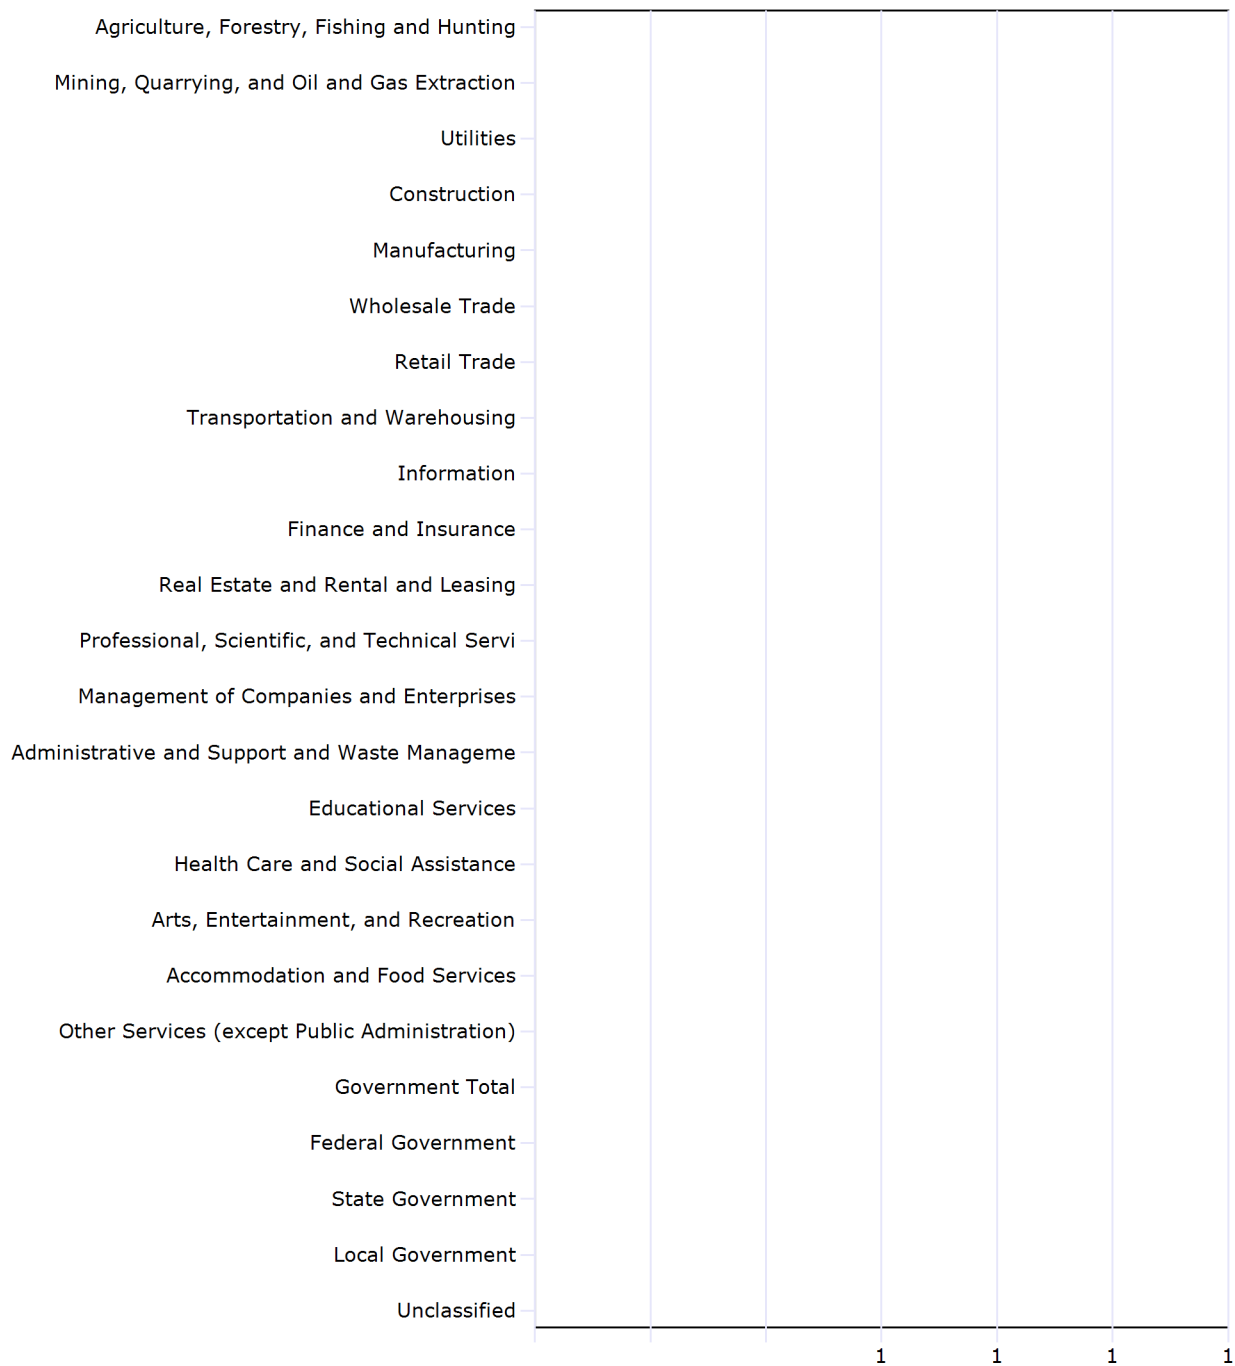 Agriculture, Forestry, Fishing and Hunting
Mining, Quarrying, and Oil and Gas Extraction
Utilities
Construction
Manufacturing
Wholesale Trade
Retail Trade
Transportation and Warehousing
Information
Finance and Insurance
Real Estate and Rental and Leasing
Professional, Scientific, and Technical Servi
Management of Companies and Enterprises
Administrative and Support and Waste Manageme
Educational Services
Health Care and Social Assistance
Arts, Entertainment, and Recreation
Accommodation and Food Services
Other Services (except Public Administration)
Government Total
Federal Government
State Government
Local Government
Unclassified
1 1 1 1